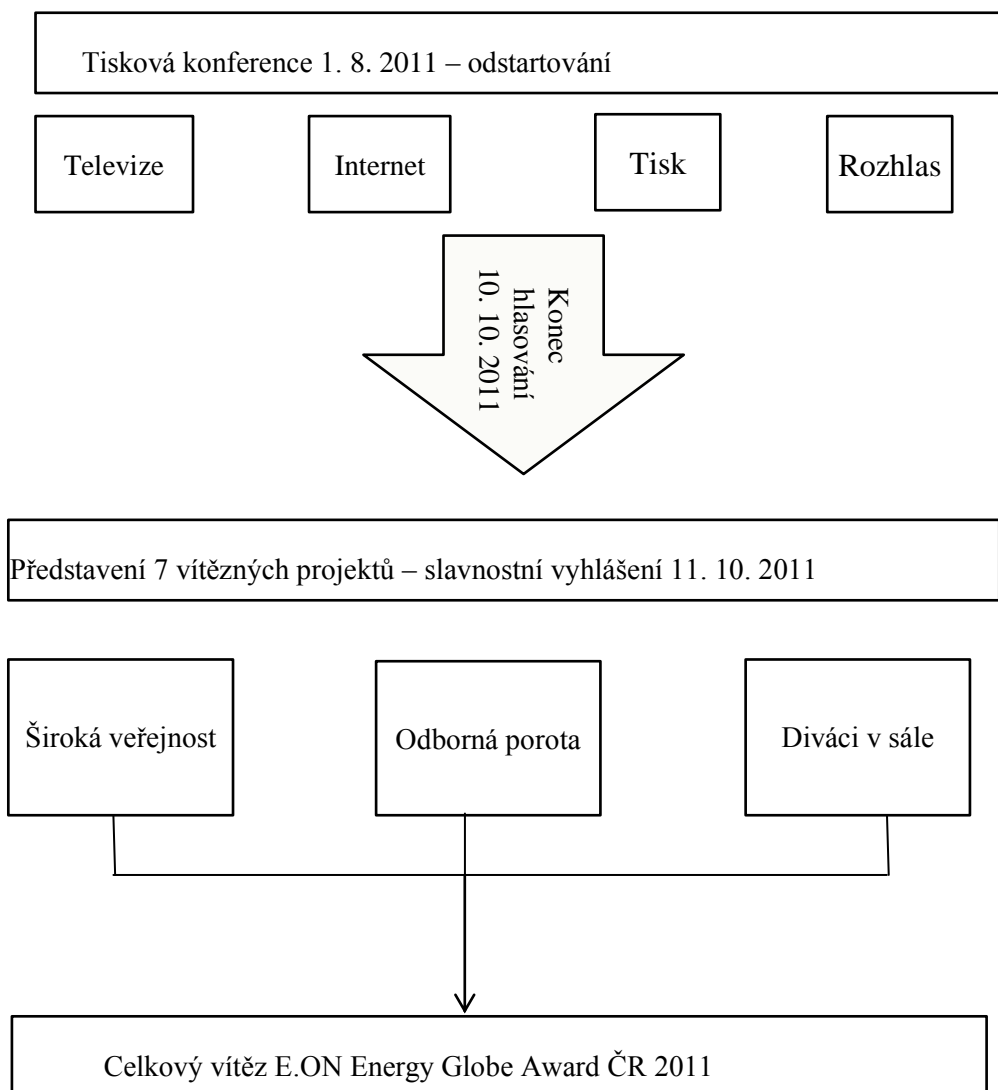 Tisková konference 1. 8. 2011 – odstartování
Televize
Internet
Tisk
Rozhlas
Konec
hlasování
10. 10. 2011
Představení 7 vítězných projektů – slavnostní vyhlášení 11. 10. 2011
Široká veřejnost
Odborná porota
Diváci v sále
Celkový vítěz E.ON Energy Globe Award ČR 2011